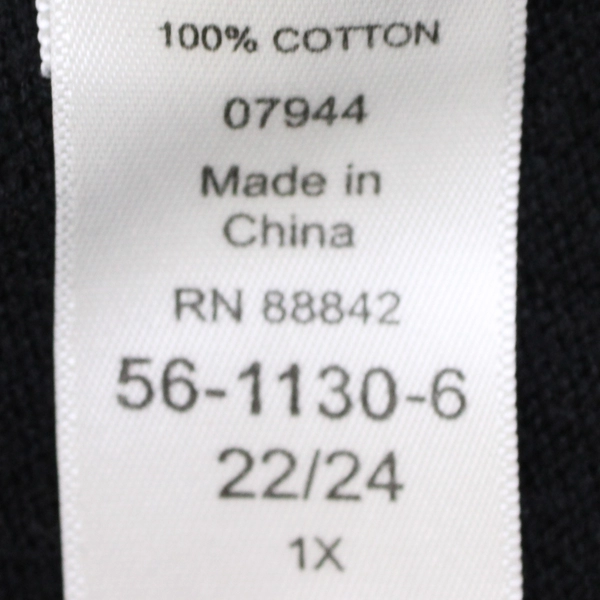 100% COTTON
07944
Made in
China
RN 88842
56-1130-6
22/24
1X